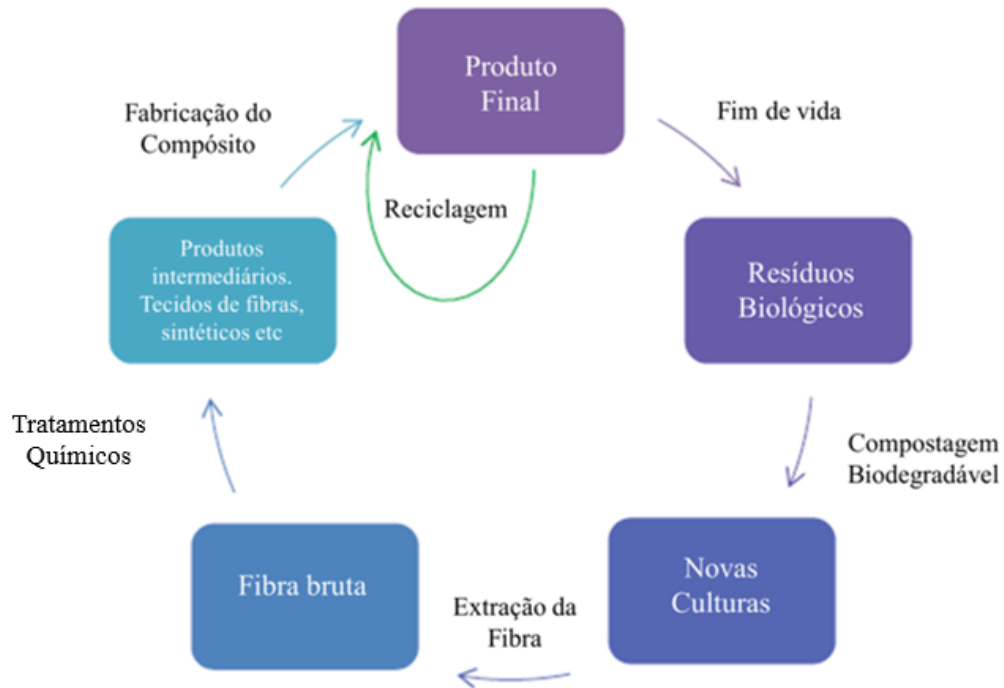 Produto
Final
Fim de vida
Resíduos
Biológicos
Compostagem
Biodegradável
Novas
Culturas
Extração da
Fibra
Fibra bruta
Tratamentos
Químicos
Produtos
intermediários.
Tecidos de fibras,
sintéticos etc
Fabricação do
Compósito
Reciclagem